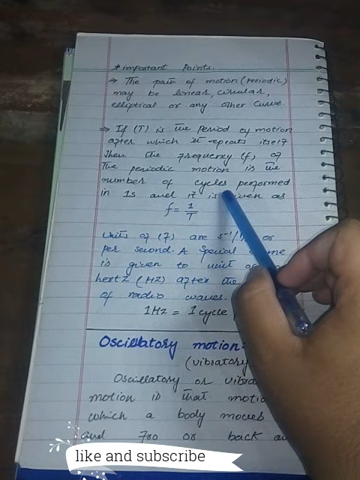 * important points:
→ The path of motion (periodic)
may be linear, circular,
elliptical or any other curve.
→ If (T) is the period of motion
after which it repeats itself
then the frequency (f) of
the periodic motion is the
number of cycles performed
in 1s and it is given as
f = 1/T
units of (f) are s⁻¹/
per second. A special
is given to unit
hertz (HZ) after the
of radio waves.
1HZ = 1 cycle
Oscillatory motion:
(vibratory
Oscillatory or vibra
motion is that motio
which a body moves
and fro or back a
like and subscribe